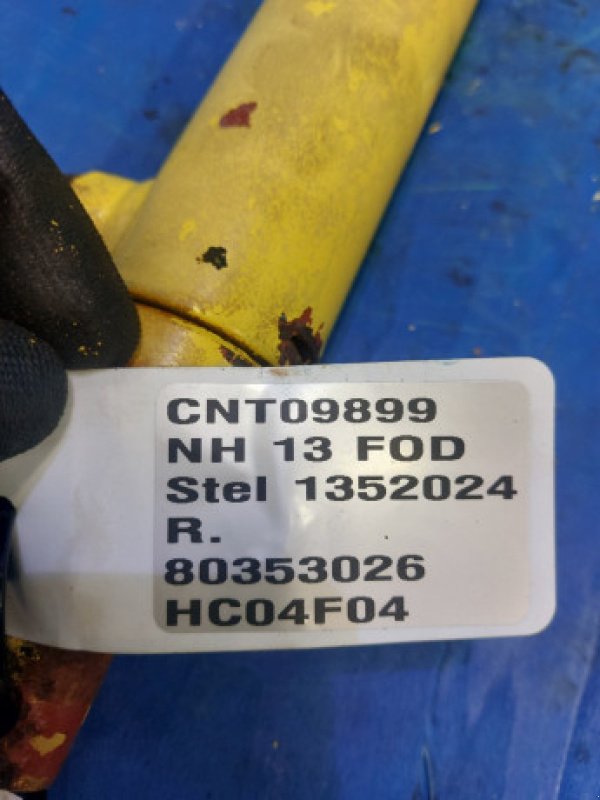 CNT09899
NH 13 FOD
Stel 1352024
R.
80353026
HC04F04